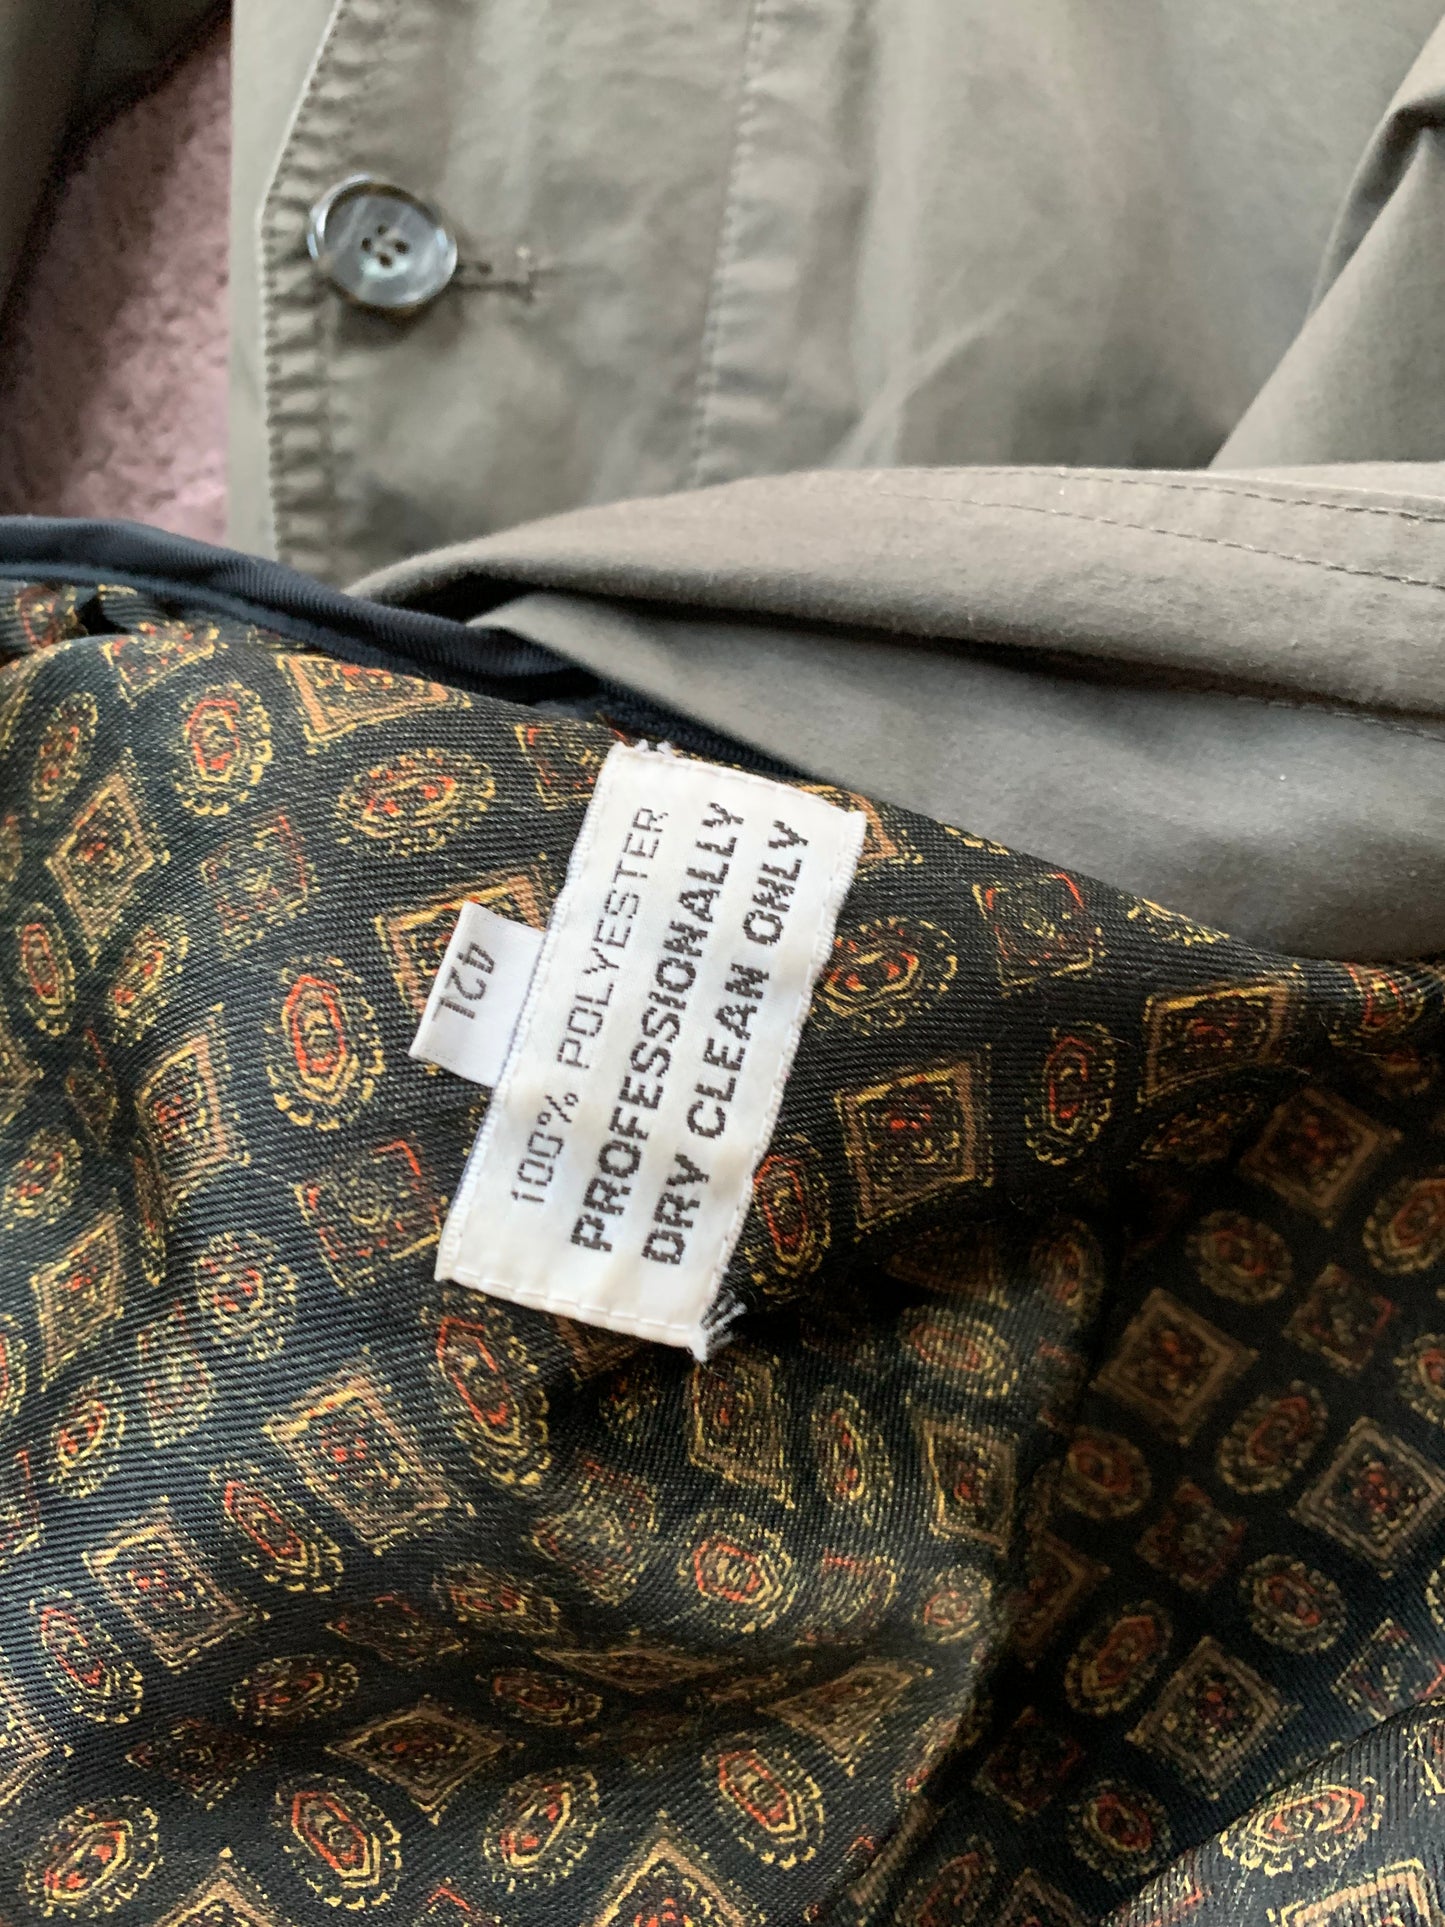 100% POLYESTER
PROFESSIONALLY
DRY CLEAN ONLY
42L